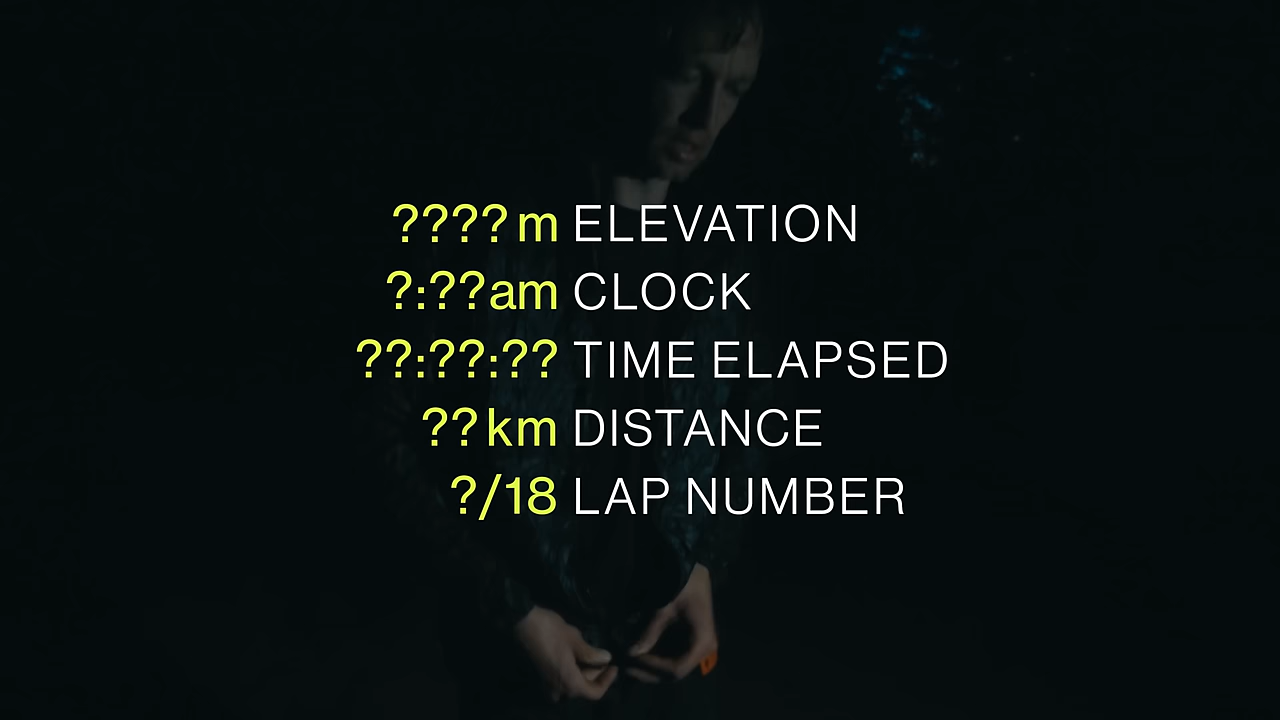 ????m ELEVATION
?:??am CLOCK
??:??:?? TIME ELAPSED
??km DISTANCE
?/18 LAP NUMBER